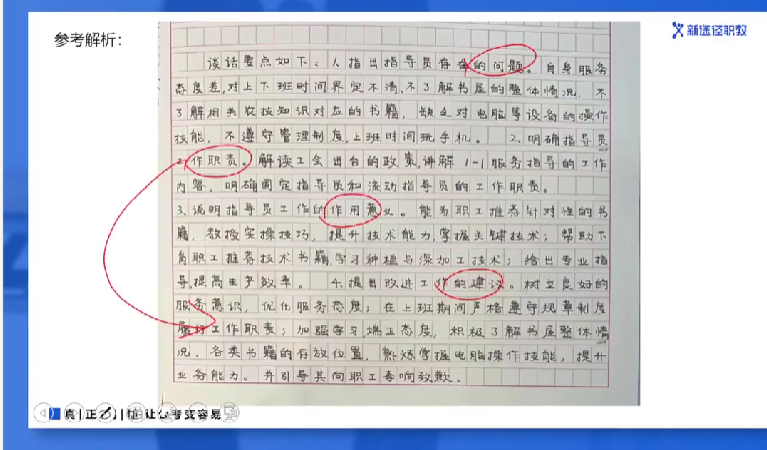 参考解析：
新途径职教
谈话要点如下：1、指出指导员存在的问题。自身服务
态度差，对上下班时间界定不清，不了解书屋的整体情况，不
了解相关农技知识对应的书籍，缺乏对电脑等设备的操作
技能，不遵守管理制度，上班时间玩手机。 2、明确指导员
工作职责。解读工会出台的政策，讲解1-1服务指导的工作
内容，明确固定指导员和流动指导员的工作职责。
3、说明指导员工作的作用意义。能为职工推荐针对性的书
籍，教授实操技巧，提升技术能力，掌握关键技术；帮助下
岗职工推荐技术书籍学习种植与深加工技术；给出专业指
导，提高生产效率。 4、提出改进工作的建议。树立良好的
服务意识，优化服务态度；在上班期间严格遵守规章制度
履行工作职责；加强学习端正态度，积极了解书屋整体情
况、各类书籍的存放位置，熟练掌握电脑操作技能，提升
业务能力。并引导其向职工李响致歉。
让公考变容易